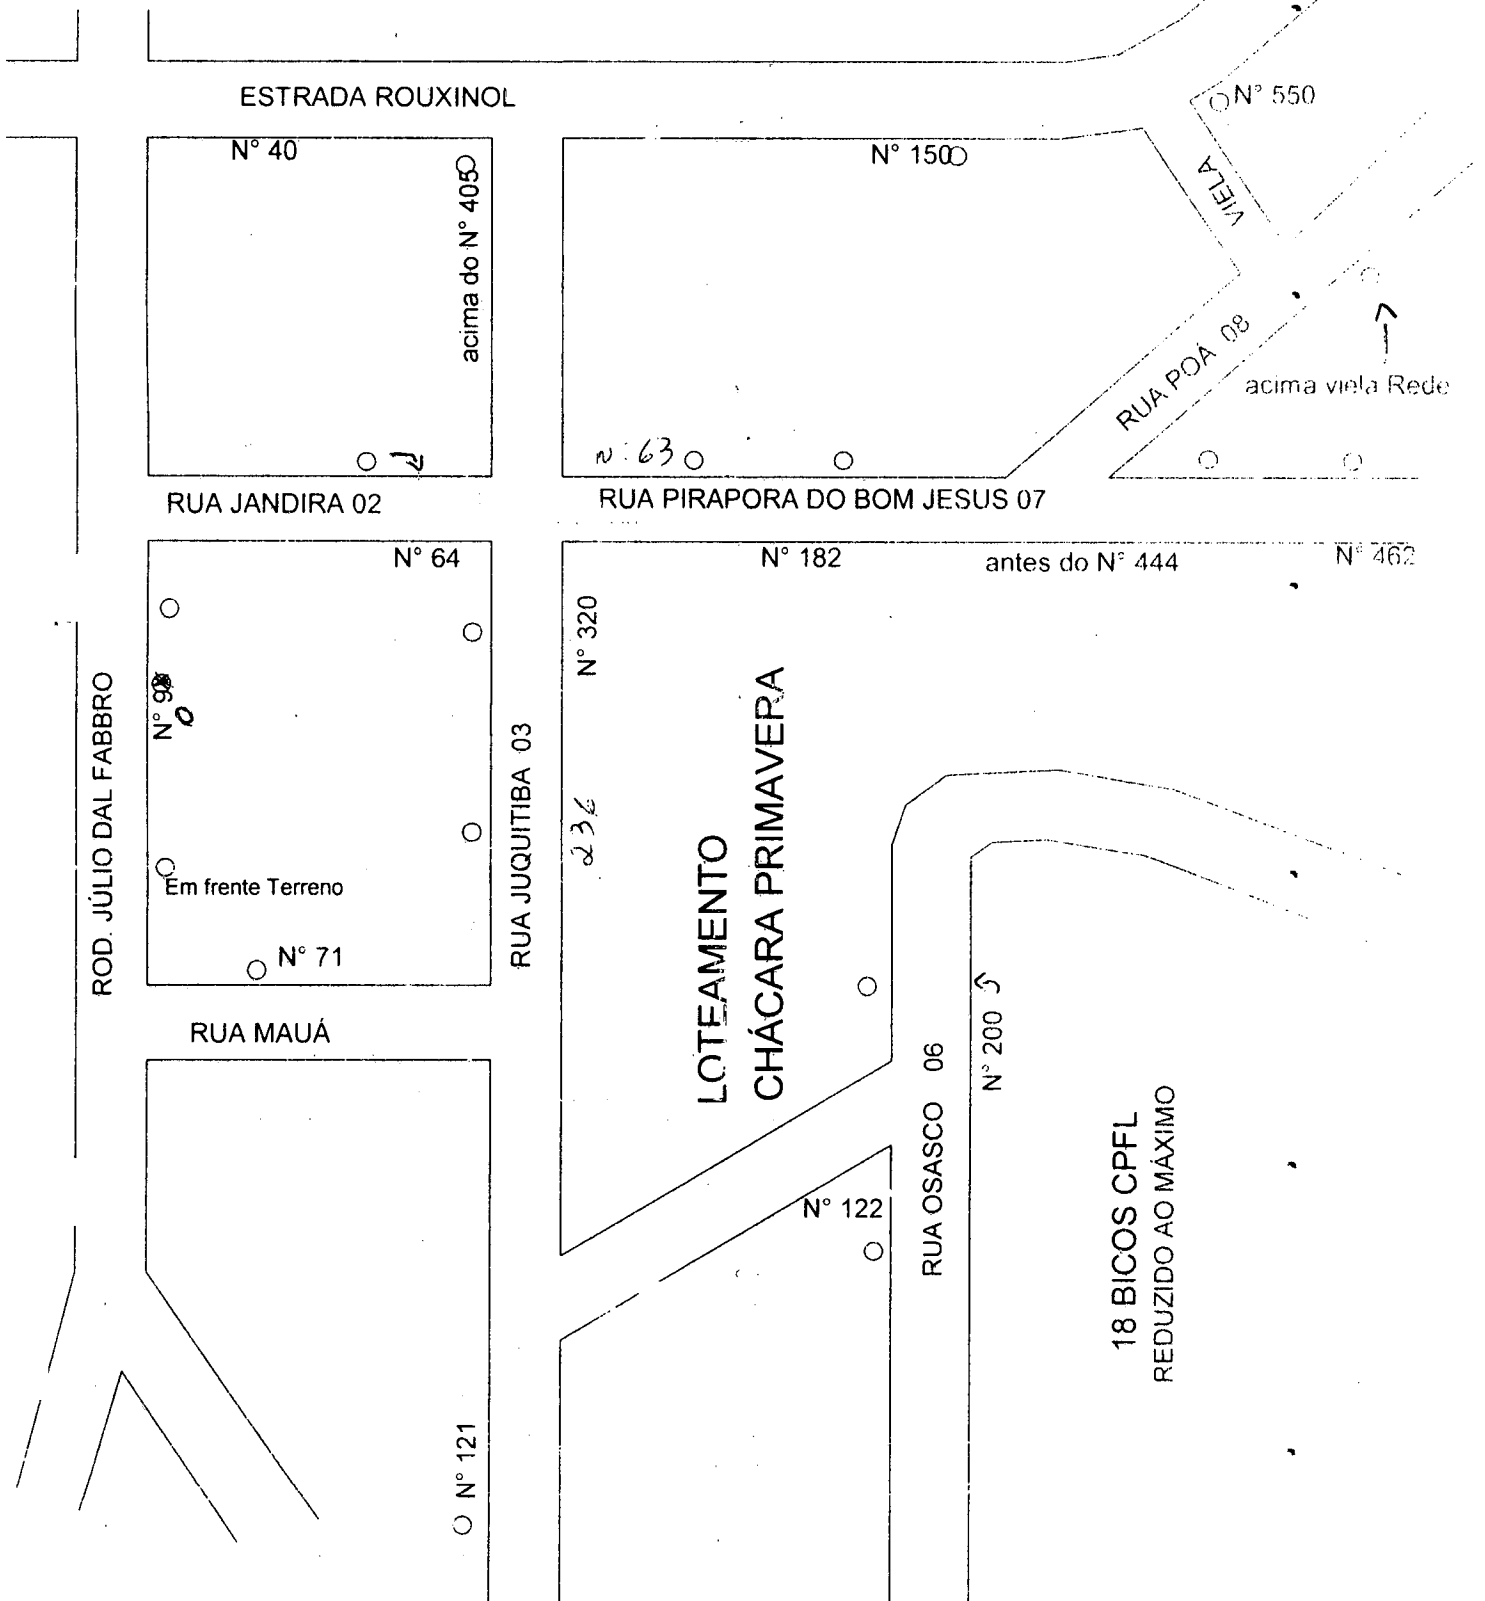 ESTRADA ROUXINOL
N° 550
N° 40
N° 150
VIELA
acima do N° 405
RUA POÁ 08
acima viela Rede
n: 63
RUA JANDIRA 02
RUA PIRAPORA DO BOM JESUS 07
N° 64
N° 182
antes do N° 444
N° 462
N° 320
ROD. JÚLIO DAL FABBRO
RUA JUQUITIBA 03
236
LOTEAMENTO
CHÁCARA PRIMAVERA
Em frente Terreno
N° 71
RUA MAUÁ
N° 200
RUA OSASCO 06
N° 122
18 BICOS CPFL
REDUZIDO AO MÁXIMO
N° 121